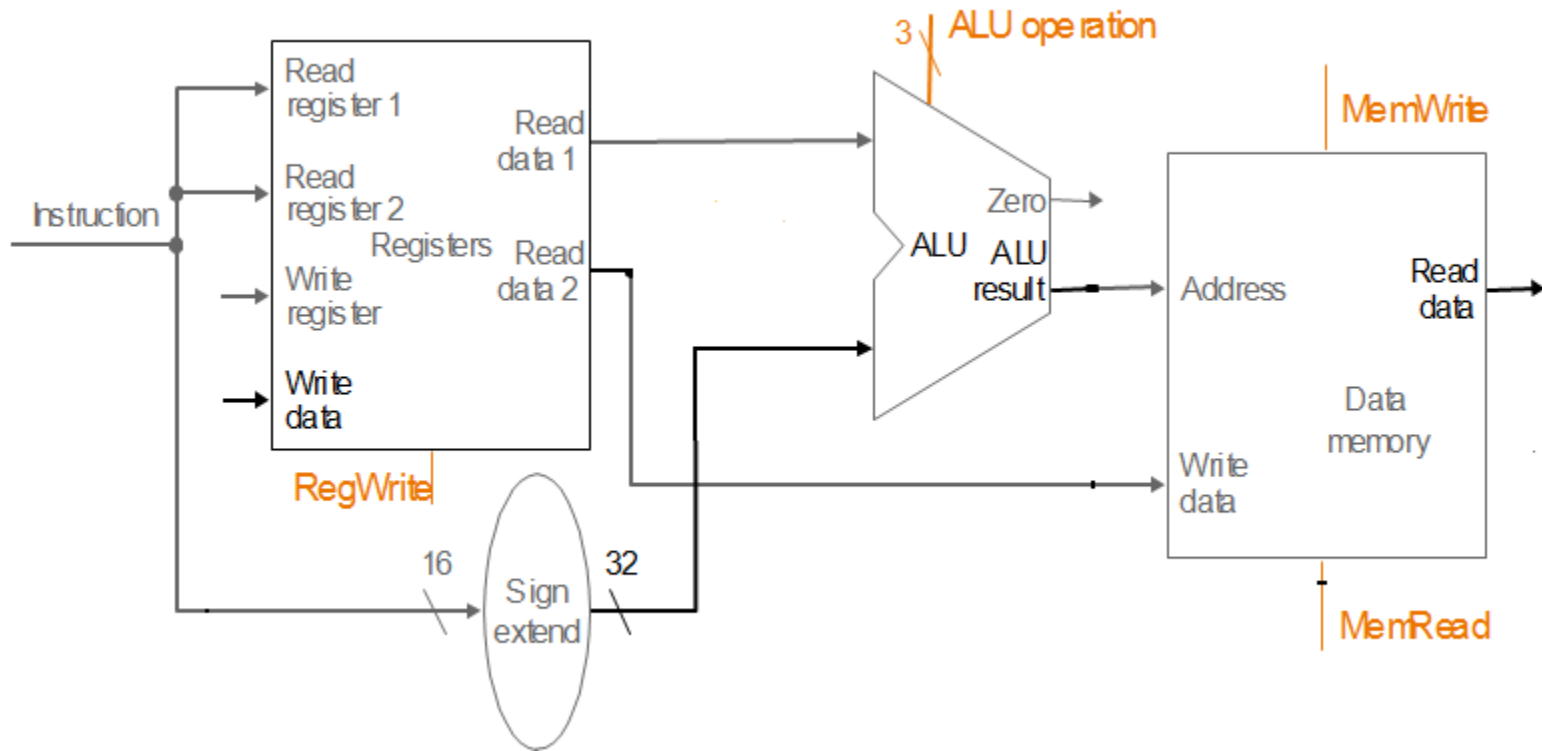 3
ALU operation
Read
register 1
Read
data 1
MemWrite
Read
register 2
Instruction
Registers
Read
data 2
Zero
ALU
ALU
result
Write
register
Address
Read
data
Write
data
Data
memory
RegWrite
Write
data
16
Sign
extend
32
MemRead